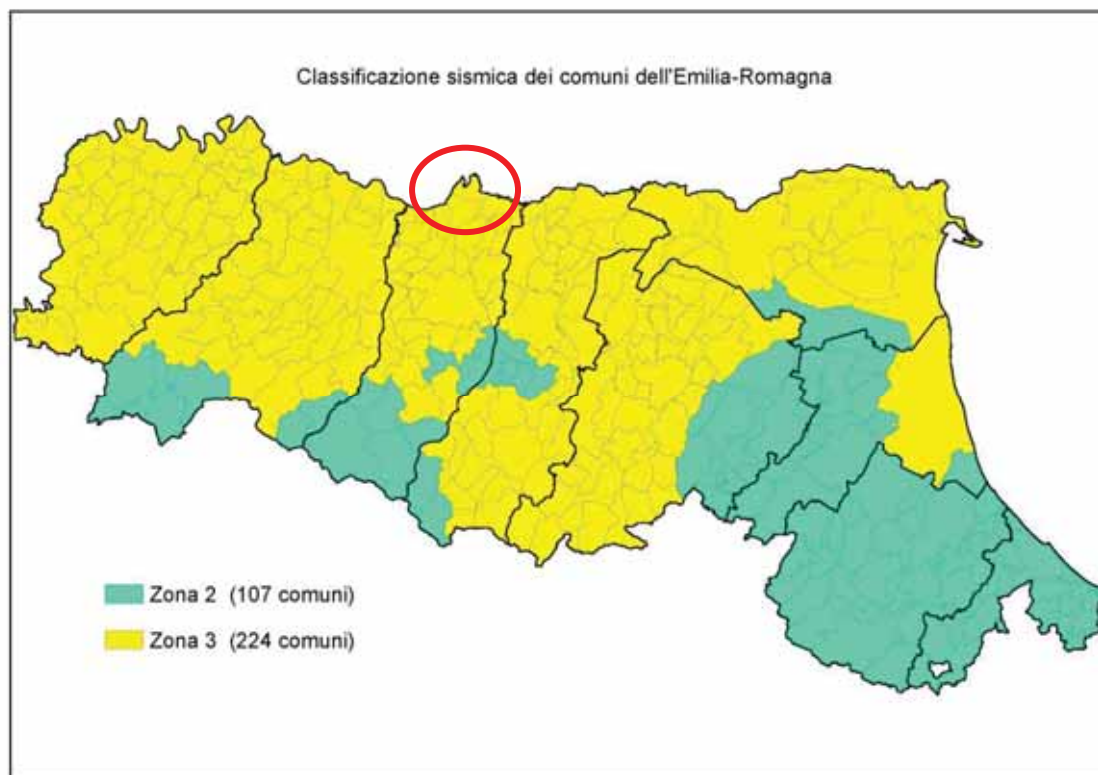 Classificazione sismica dei comuni dell'Emilia-Romagna
Zona 2 (107 comuni)
Zona 3 (224 comuni)